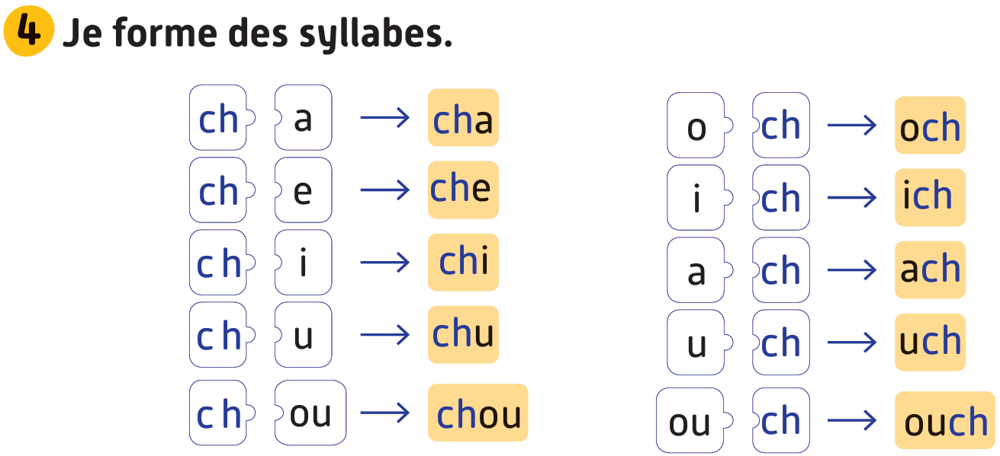 4 Je forme des syllabes.
ch a → cha
ch e → che
ch i → chi
ch u → chu
ch ou → chou
o ch → och
i ch → ich
a ch → ach
u ch → uch
ou ch → ouch